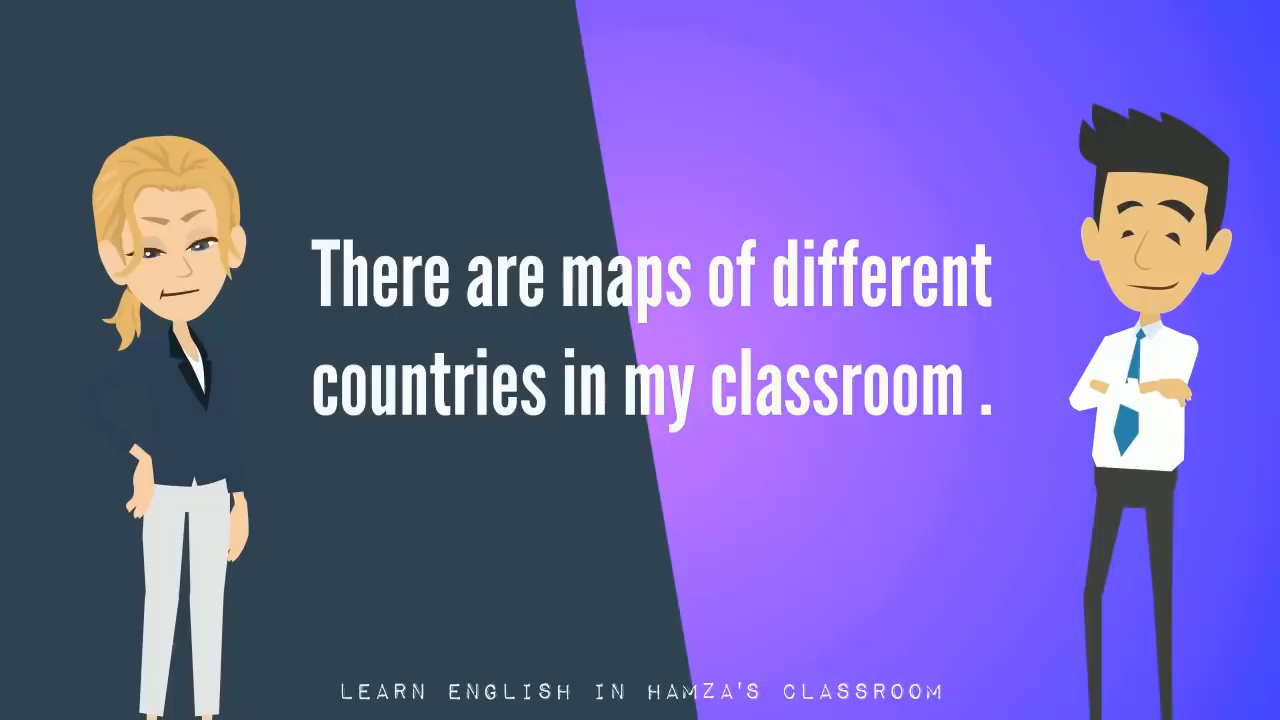 There are maps of different
countries in my classroom .
LEARN ENGLISH IN HAMZA'S CLASSROOM